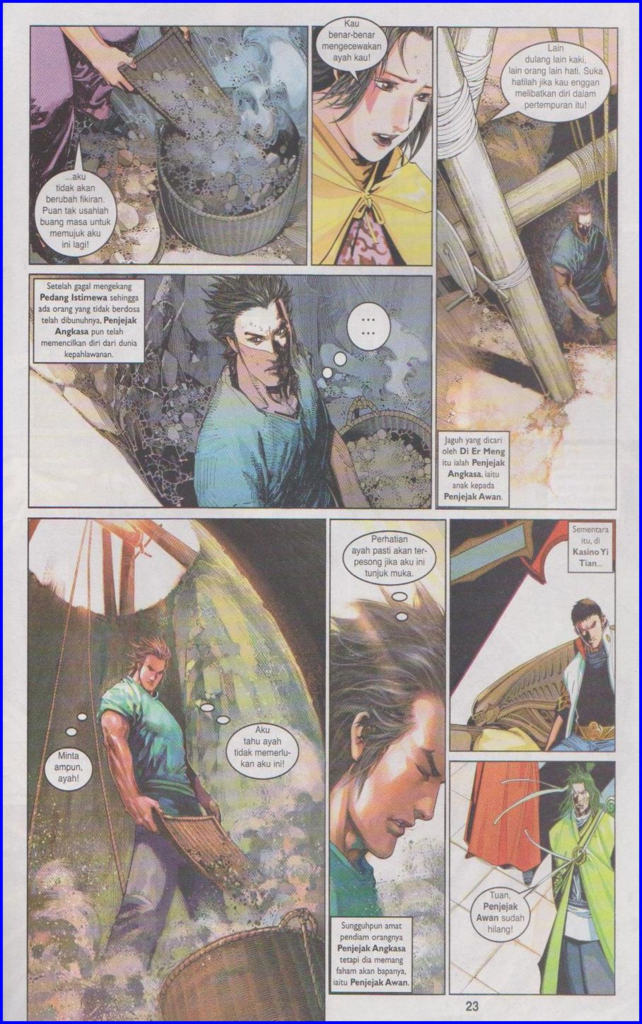 ...aku
tidak akan
berubah fikiran.
Puan tak usahlah
buang masa untuk
memujuk aku
ini lagi!
Kau
benar-benar
mengecewakan
ayah kau!
Lain
dulang lain kaki,
lain orang lain hati. Suka
hatilah jika kau enggan
melibatkan diri dalam
pertempuran itu!
Setelah gagal mengekang
Pedang Istimewa sehingga
ada orang yang tidak berdosa
telah dibunuhnya, Penjejak
Angkasa pun telah
memencilkan diri dari dunia
kepahlawanan.
...
...
Jaguh yang dicari
oleh Di Er Meng
itu ialah Penjejak
Angkasa, iaitu
anak kepada
Penjejak Awan.
Minta
ampun,
ayah!
Aku
tahu ayah
tidak memerlu-
kan aku ini!
Perhatian
ayah pasti akan ter-
pesong jika aku ini
tunjuk muka.
Sungguhpun amat
pendiam orangnya
Penjejak Angkasa
tetapi dia memang
faham akan bapanya,
iaitu Penjejak Awan.
Sementara
itu, di
Kasino Yi
Tian...
Tuan,
Penjejak
Awan sudah
hilang!
23